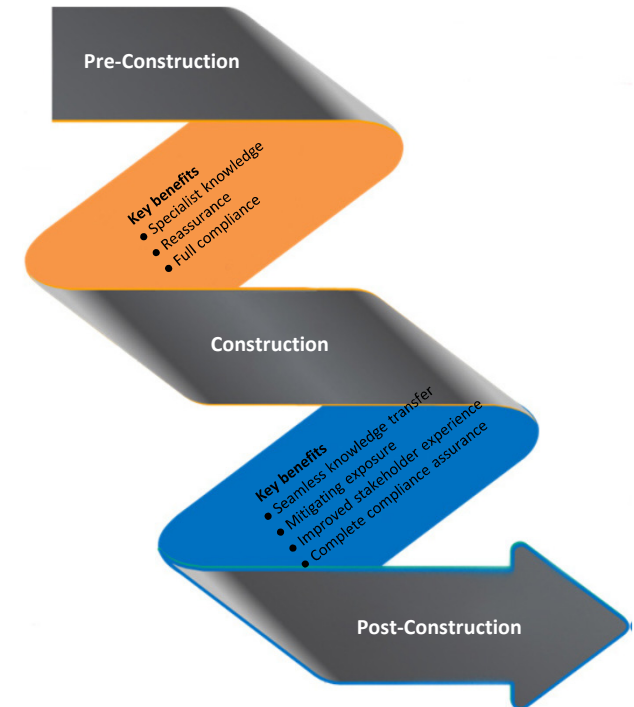 Pre-Construction
Key benefits
● Specialist knowledge
● Reassurance
● Full compliance
Construction
Key benefits
● Seamless knowledge transfer
● Mitigating exposure
● Improved stakeholder experience
● Complete compliance assurance
Post-Construction